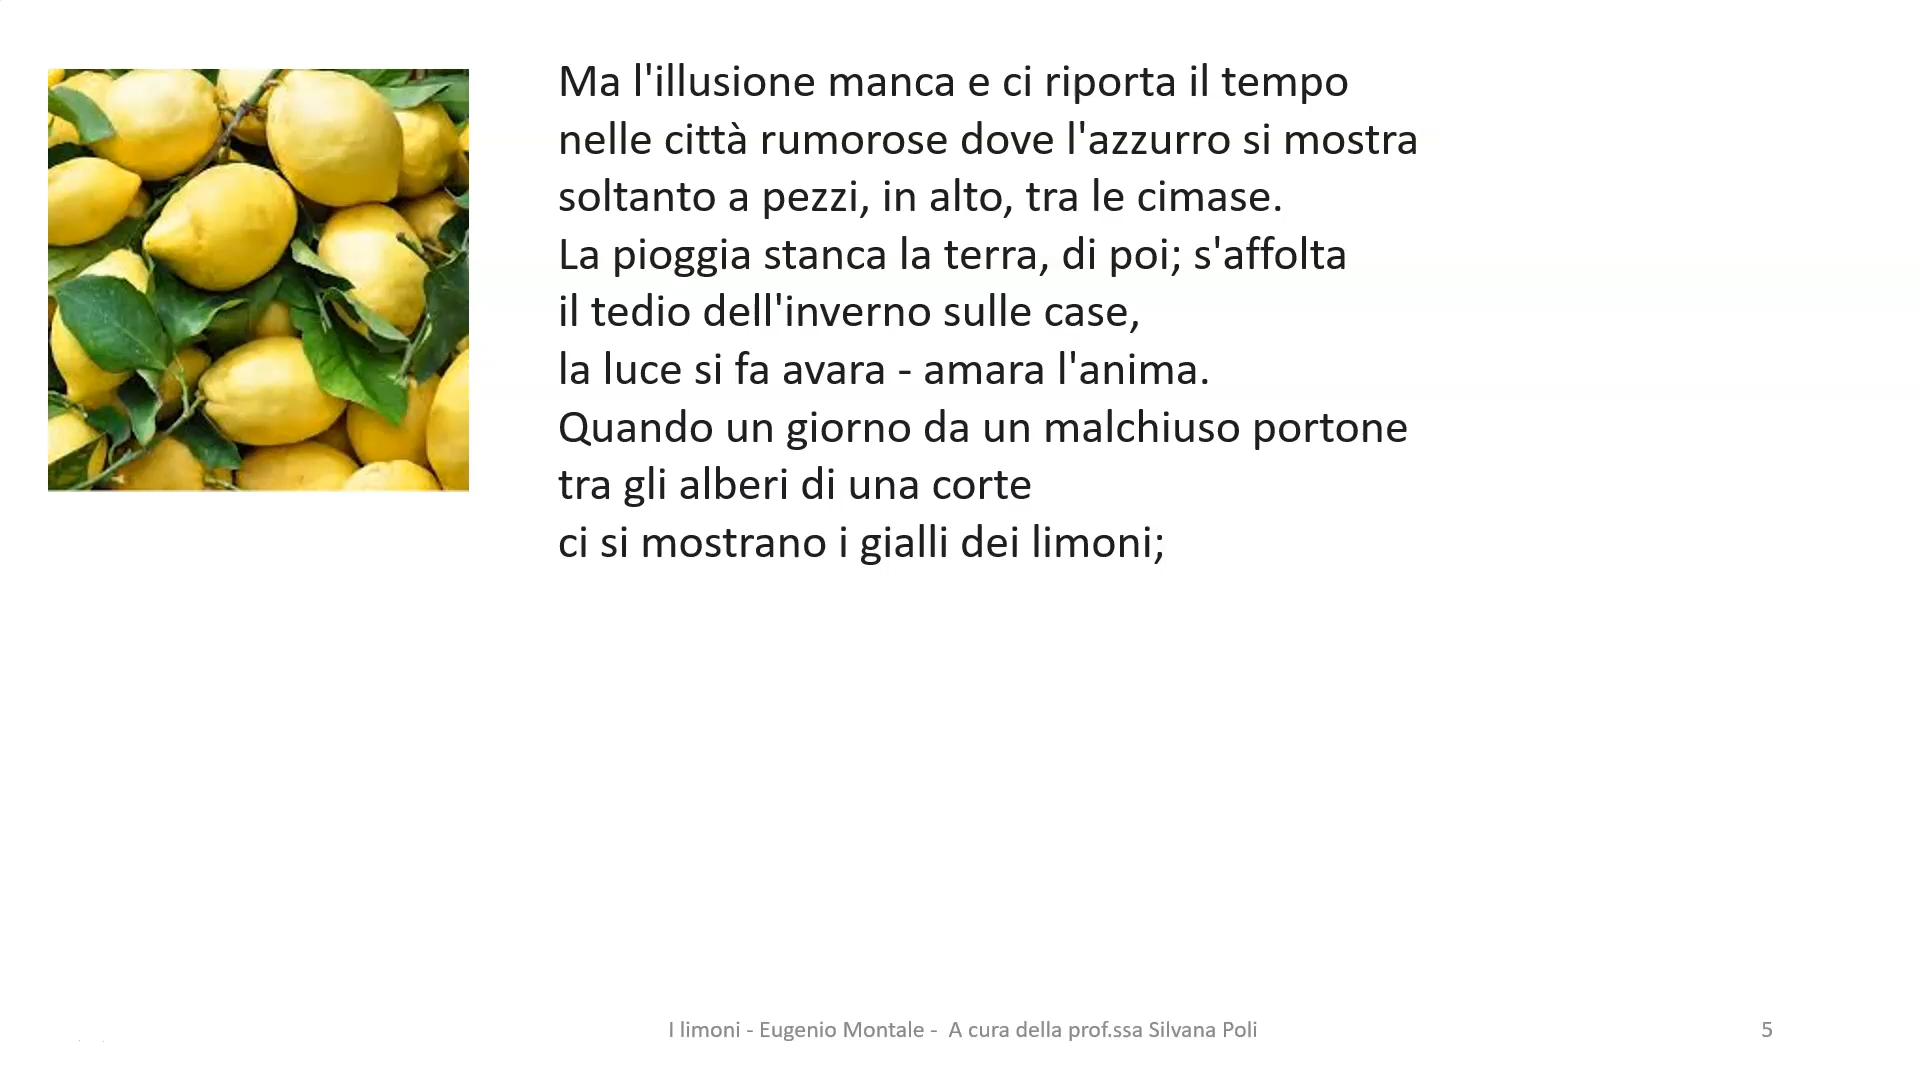 Ma l'illusione manca e ci riporta il tempo
nelle città rumorose dove l'azzurro si mostra
soltanto a pezzi, in alto, tra le cimase.
La pioggia stanca la terra, di poi; s'affolta
il tedio dell'inverno sulle case,
la luce si fa avara - amara l'anima.
Quando un giorno da un malchiuso portone
tra gli alberi di una corte
ci si mostrano i gialli dei limoni;
I limoni - Eugenio Montale - A cura della prof.ssa Silvana Poli
5